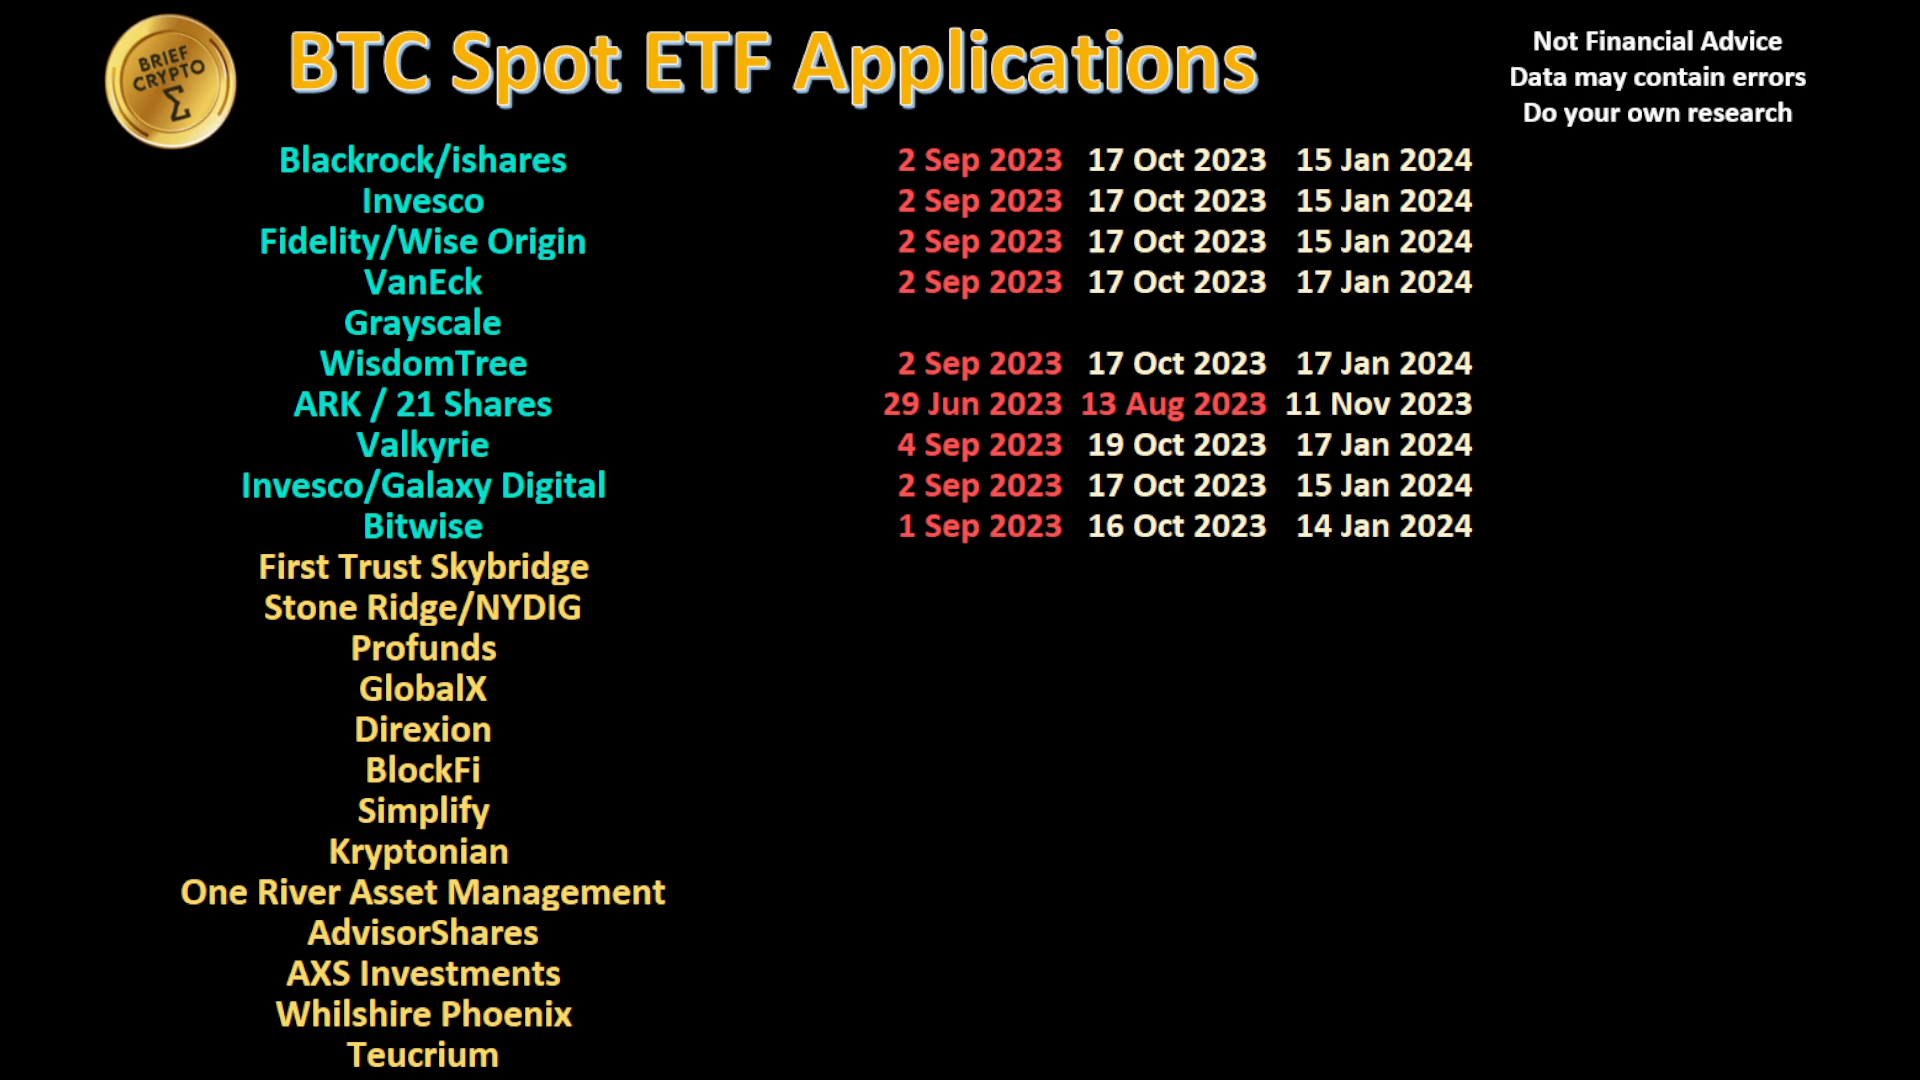 BRIEF
CRYPTO
BTC Spot ETF Applications
Not Financial Advice
Data may contain errors
Do your own research
Blackrock/ishares 2 Sep 2023 17 Oct 2023 15 Jan 2024
Invesco 2 Sep 2023 17 Oct 2023 15 Jan 2024
Fidelity/Wise Origin 2 Sep 2023 17 Oct 2023 15 Jan 2024
VanEck 2 Sep 2023 17 Oct 2023 17 Jan 2024
Grayscale
WisdomTree 2 Sep 2023 17 Oct 2023 17 Jan 2024
ARK / 21 Shares 29 Jun 2023 13 Aug 2023 11 Nov 2023
Valkyrie 4 Sep 2023 19 Oct 2023 17 Jan 2024
Invesco/Galaxy Digital 2 Sep 2023 17 Oct 2023 15 Jan 2024
Bitwise 1 Sep 2023 16 Oct 2023 14 Jan 2024
First Trust Skybridge
Stone Ridge/NYDIG
Profunds
GlobalX
Direxion
BlockFi
Simplify
Kryptonian
One River Asset Management
AdvisorShares
AXS Investments
Whilshire Phoenix
Teucrium